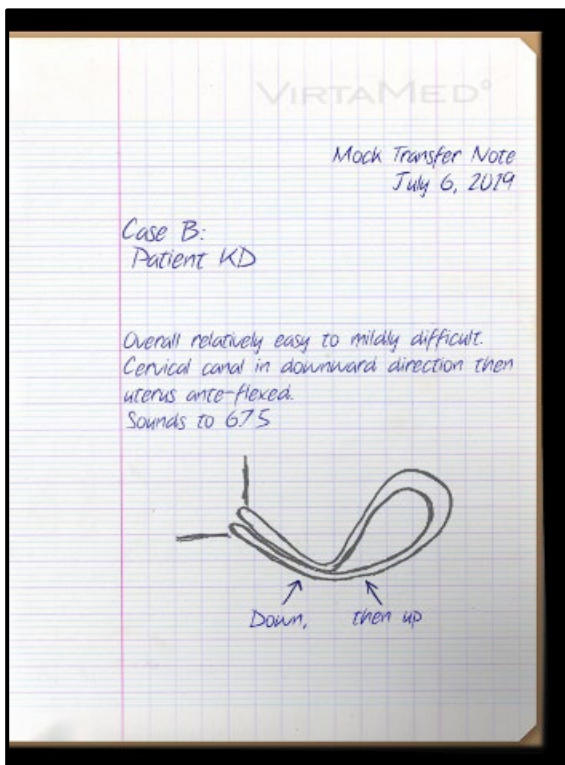 VIRTAMED°
Mock Transfer Note
July 6, 2019
Case B:
Patient KD
Overall relatively easy to mildly difficult.
Cervical canal in downward direction then
uterus ante-flexed.
Sounds to 6.75
Down, then up